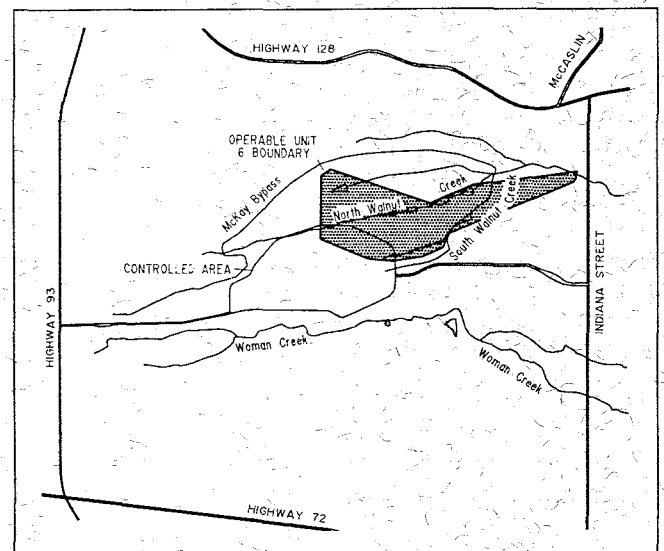 HIGHWAY 128
McCASLIN
OPERABLE UNIT
6 BOUNDARY
McKay Bypass
North Walnut Creek
South Walnut Creek
CONTROLLED AREA
HIGHWAY 93
INDIANA STREET
Woman Creek
Woman Creek
HIGHWAY 72